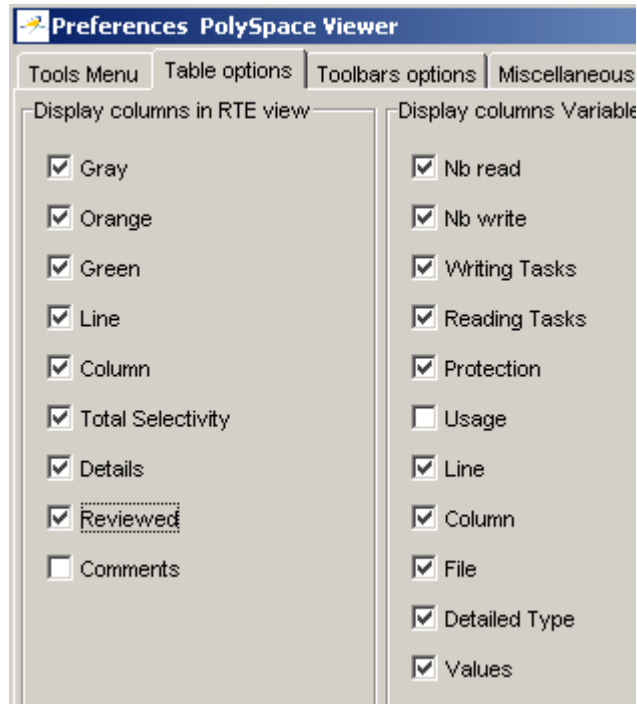 Preferences PolySpace Viewer
Tools Menu Table options Toolbars options Miscellaneous
Display columns in RTE view
Gray
Orange
Green
Line
Column
Total Selectivity
Details
Reviewed
Comments
Display columns Variable
Nb read
Nb write
Writing Tasks
Reading Tasks
Protection
Usage
Line
Column
File
Detailed Type
Values